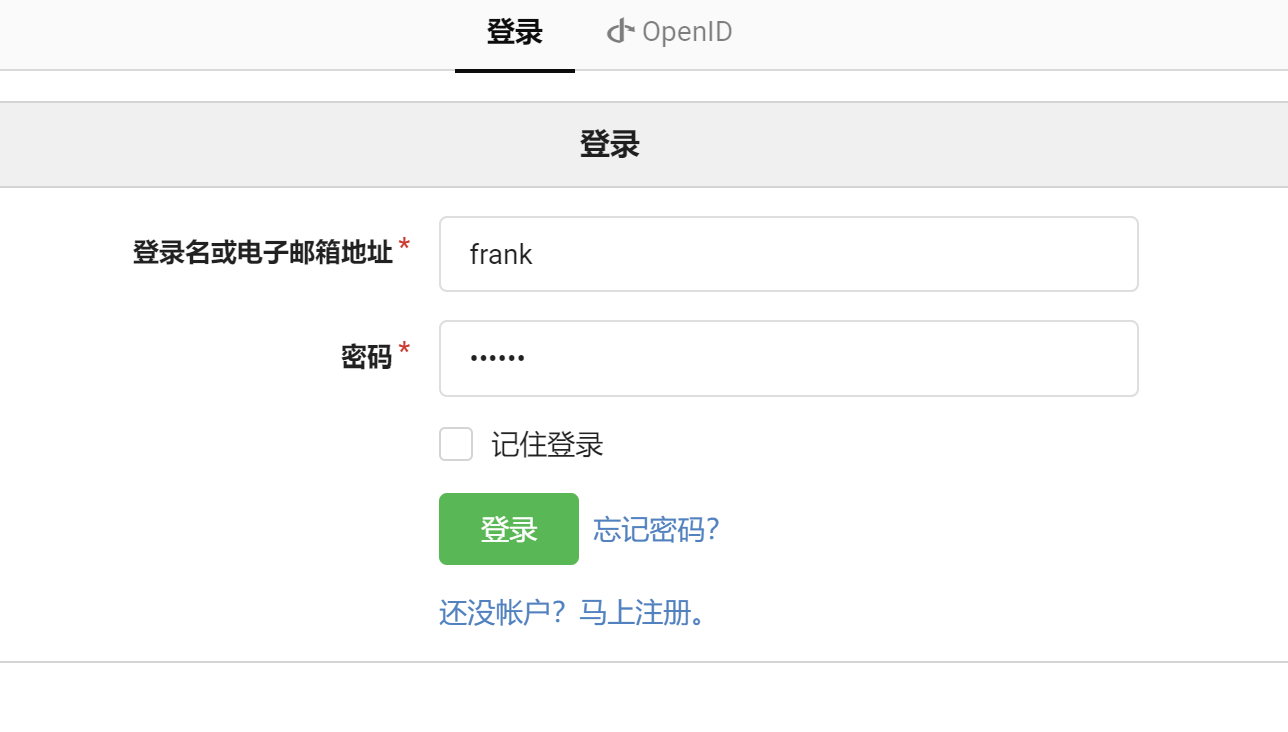 登录 OpenID
登录
登录名或电子邮箱地址 *
frank
密码 *
••••••
记住登录
登录 忘记密码？
还没帐户？马上注册。